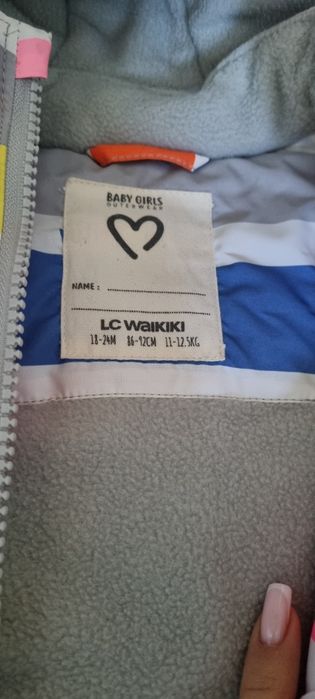 BABY GIRLS
OUTERWEAR
NAME :
LC WAIKIKI
18-24M 86-92CM 11-12.5KG